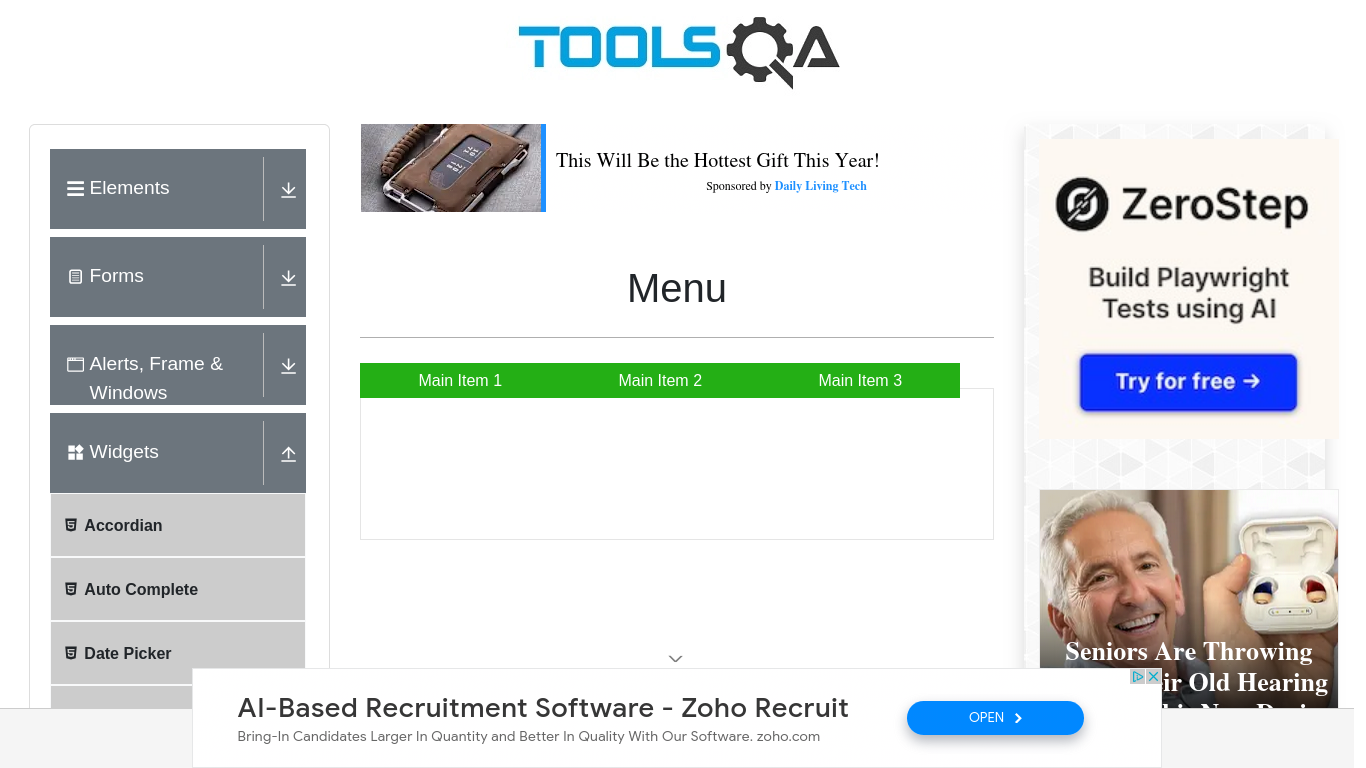 TOOLSQA
Elements
Forms
Alerts, Frame &
Windows
Widgets
Accordian
Auto Complete
Date Picker
This Will Be the Hottest Gift This Year!
Sponsored by Daily Living Tech
Menu
Main Item 1
Main Item 2
Main Item 3
ZeroStep
Build Playwright
Tests using AI
Try for free →
Seniors Are Throwing
Old Hearing
AI-Based Recruitment Software - Zoho Recruit
Bring-In Candidates Larger In Quantity and Better In Quality With Our Software. zoho.com
OPEN